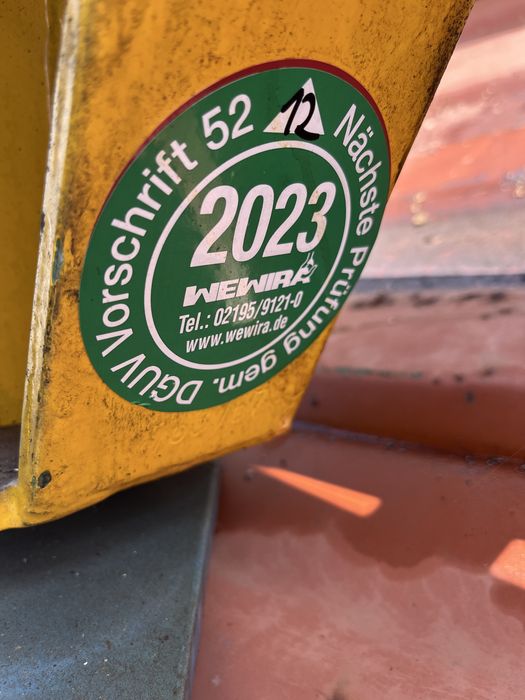 Nächste Prüfung gem. DGUV Vorschrift 52
12
2023
WEWIRA
Tel.: 02195/9121-0
www.wewira.de